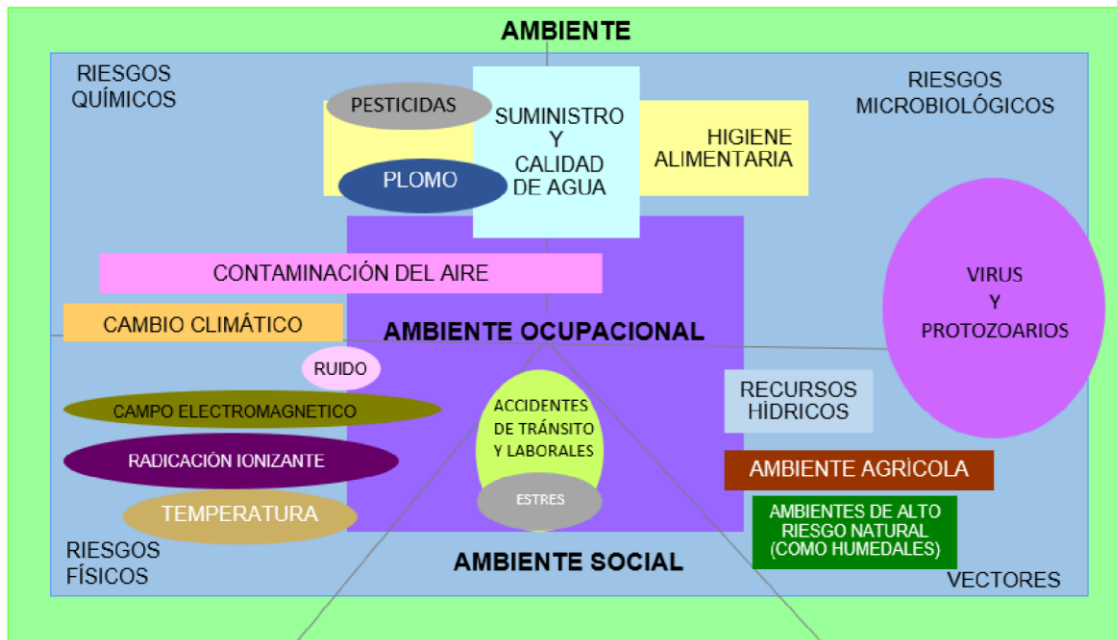 AMBIENTE
RIESGOS
QUÍMICOS
RIESGOS
MICROBIOLÓGICOS
PESTICIDAS
SUMINISTRO
Y
CALIDAD
DE AGUA
HIGIENE
ALIMENTARIA
PLOMO
CONTAMINACIÓN DEL AIRE
VIRUS
Y
PROTOZOARIOS
CAMBIO CLIMÁTICO
AMBIENTE OCUPACIONAL
RUIDO
RECURSOS
HÍDRICOS
CAMPO ELECTROMAGNETICO
ACCIDENTES
DE TRÁNSITO
Y LABORALES
RADICACIÓN IONIZANTE
AMBIENTE AGRÌCOLA
ESTRES
TEMPERATURA
AMBIENTES DE ALTO
RIESGO NATURAL
(COMO HUMEDALES)
RIESGOS
FÍSICOS
AMBIENTE SOCIAL
VECTORES